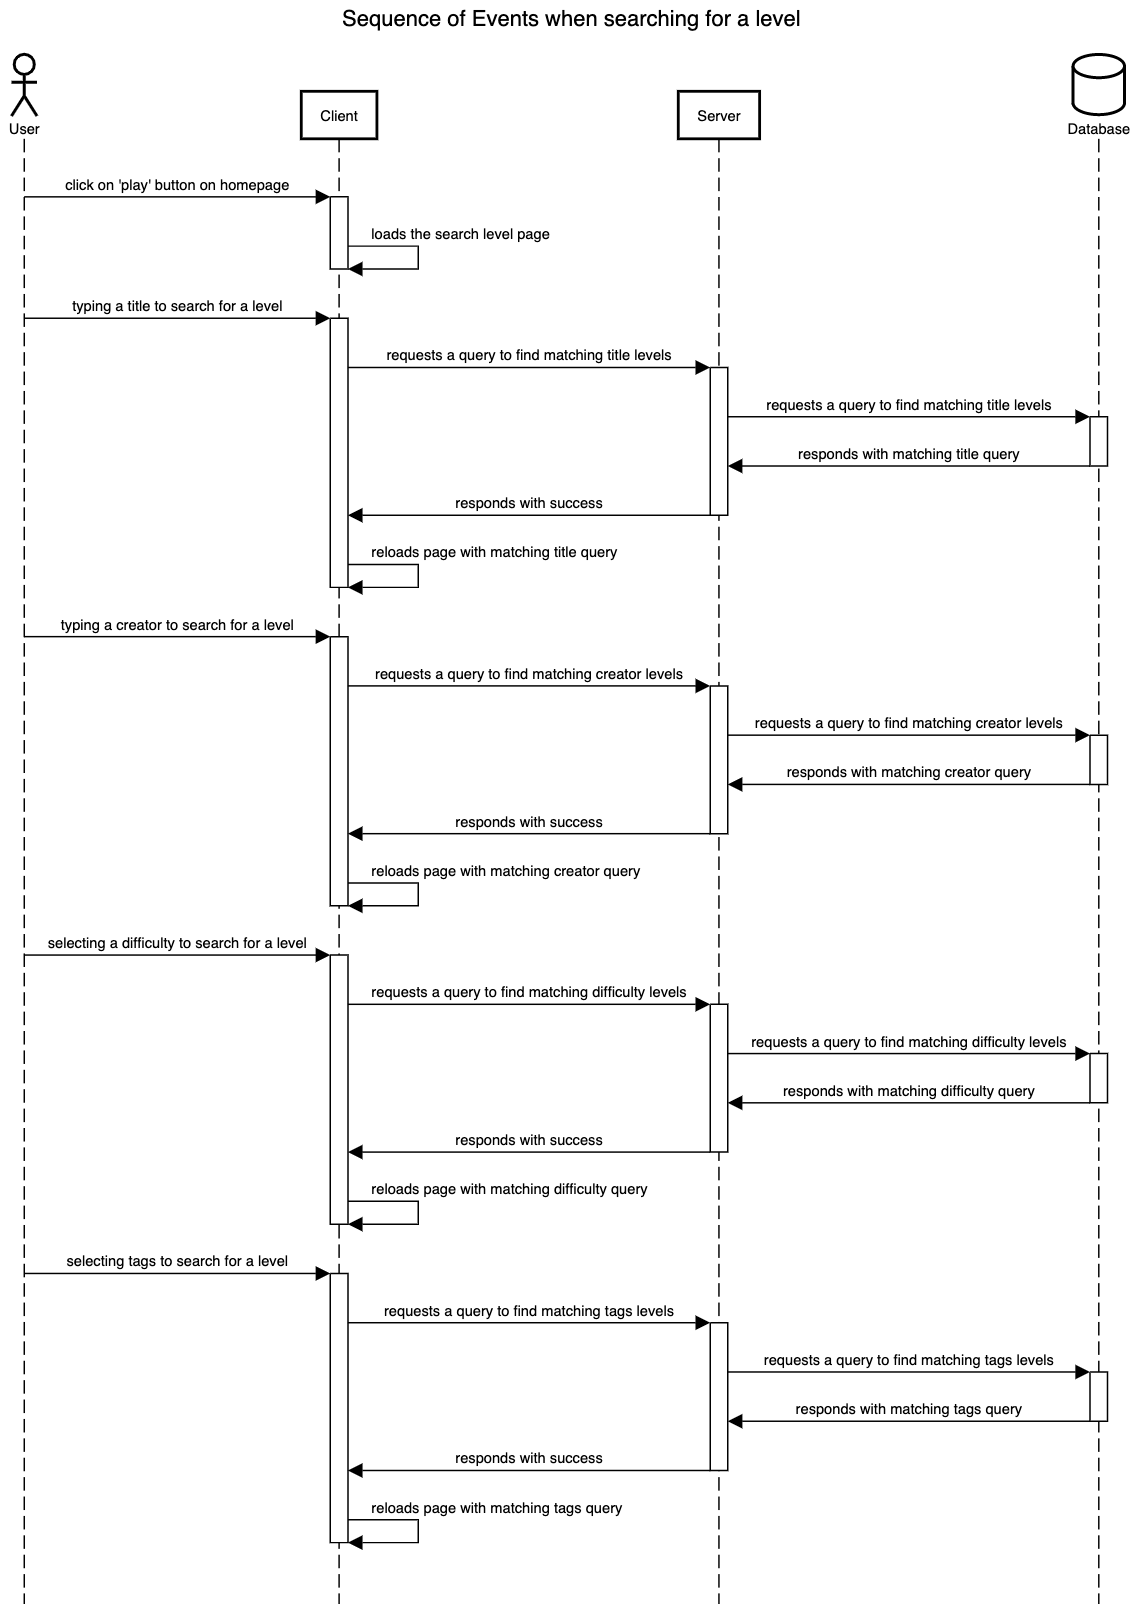 Sequence of Events when searching for a level
User
Client
Server
Database
click on 'play' button on homepage
loads the search level page
typing a title to search for a level
requests a query to find matching title levels
requests a query to find matching title levels
responds with matching title query
responds with success
reloads page with matching title query
typing a creator to search for a level
requests a query to find matching creator levels
requests a query to find matching creator levels
responds with matching creator query
responds with success
reloads page with matching creator query
selecting a difficulty to search for a level
requests a query to find matching difficulty levels
requests a query to find matching difficulty levels
responds with matching difficulty query
responds with success
reloads page with matching difficulty query
selecting tags to search for a level
requests a query to find matching tags levels
requests a query to find matching tags levels
responds with matching tags query
responds with success
reloads page with matching tags query